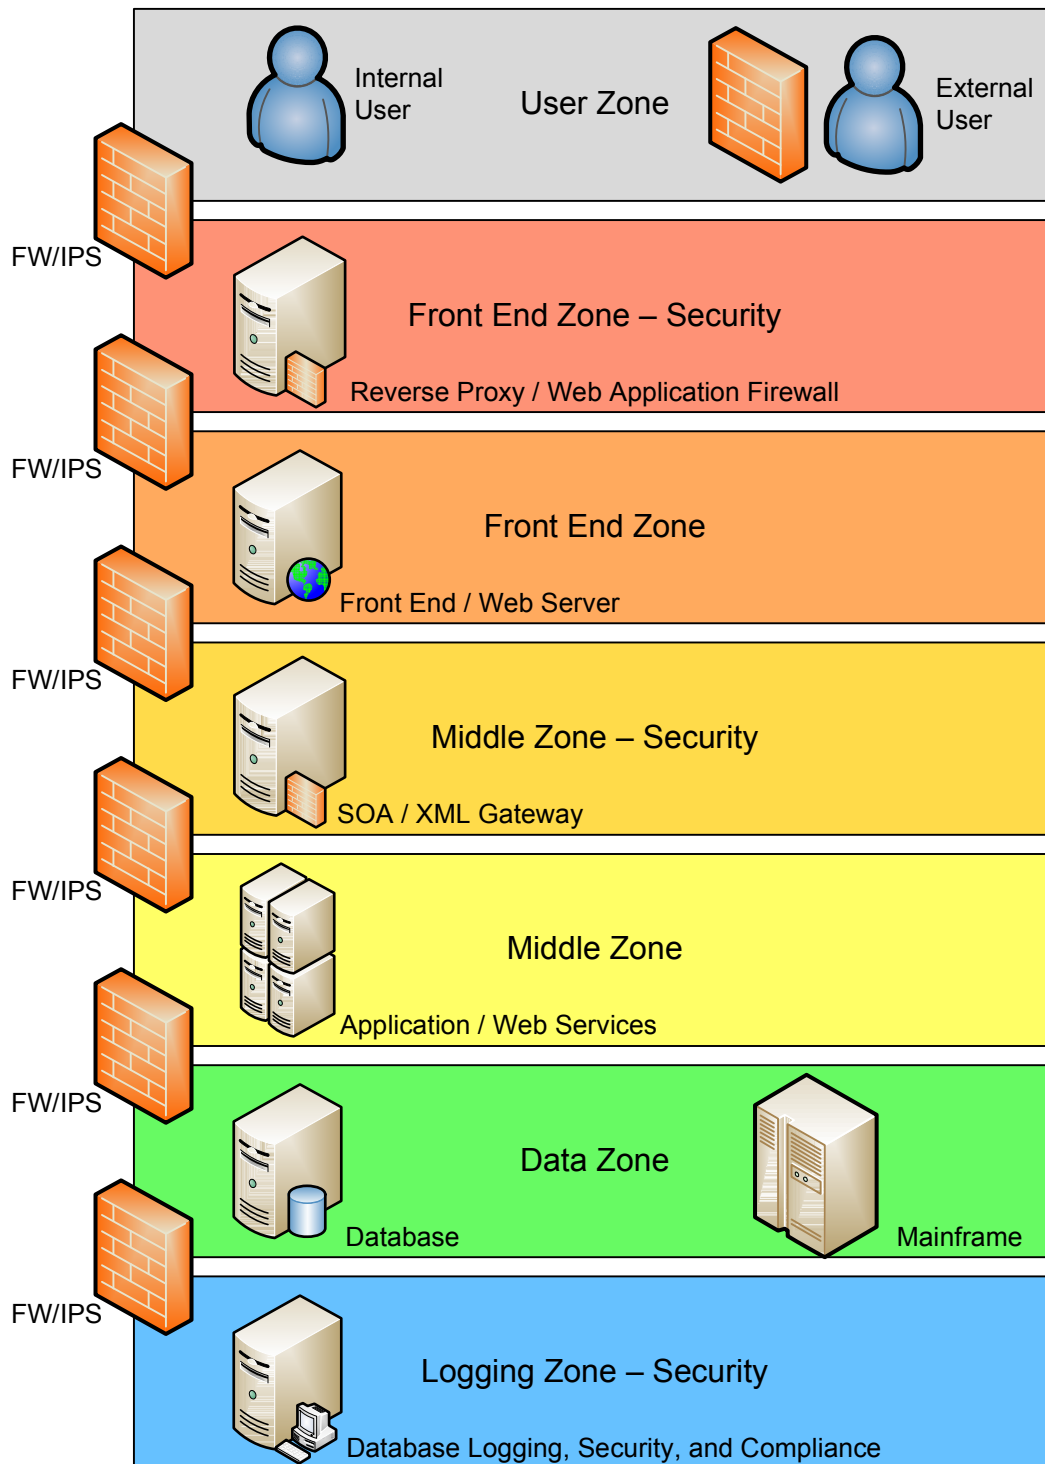 Internal
User
User Zone
External
User
FW/IPS
Front End Zone – Security
Reverse Proxy / Web Application Firewall
FW/IPS
Front End Zone
Front End / Web Server
FW/IPS
Middle Zone – Security
SOA / XML Gateway
FW/IPS
Middle Zone
Application / Web Services
FW/IPS
Data Zone
Database
Mainframe
FW/IPS
Logging Zone – Security
Database Logging, Security, and Compliance